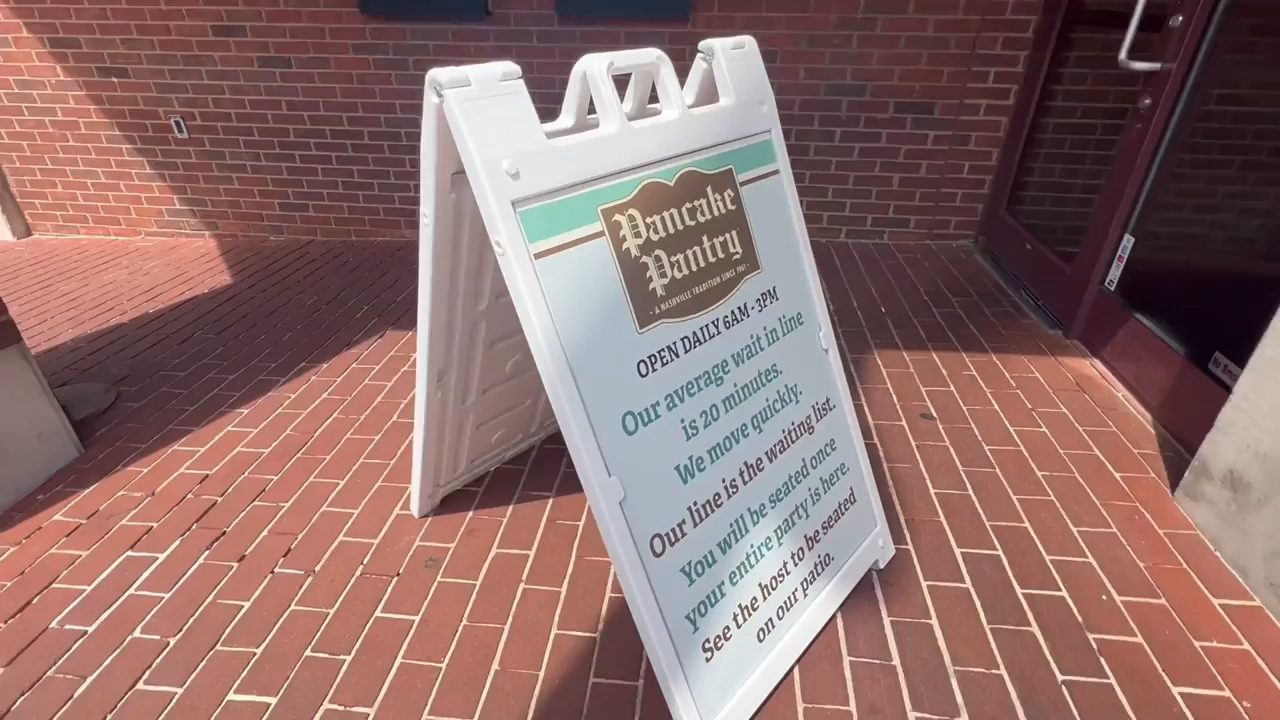 Pancake
Pantry
· A NASHVILLE TRADITION SINCE 1961 ·
OPEN DAILY 6AM - 3PM
Our average wait in line
is 20 minutes.
We move quickly.
Our line is the waiting list.
You will be seated once
your entire party is here.
See the host to be seated
on our patio.